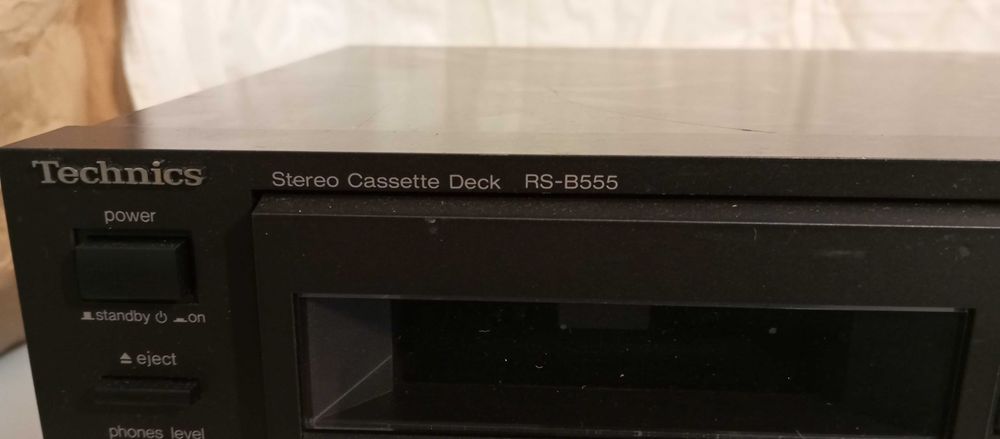 Technics
Stereo Cassette Deck RS-B555
power
standby ⏻ on
⏏ eject
phones level